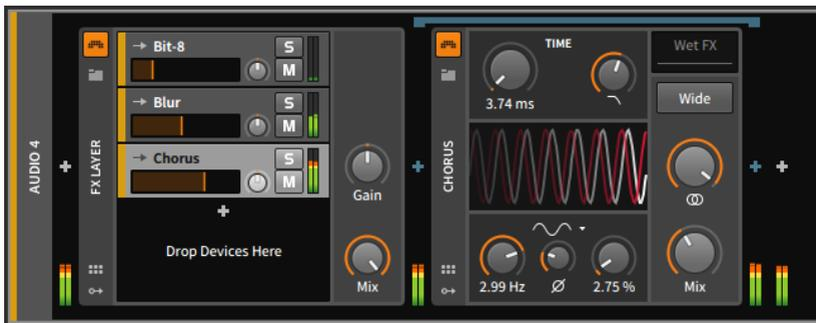 AUDIO 4
FX LAYER
Bit-8
S
M
Blur
S
M
Chorus
S
M
Drop Devices Here
Gain
Mix
CHORUS
TIME
3.74 ms
2.99 Hz
Ø
2.75 %
Wet FX
Wide
Mix